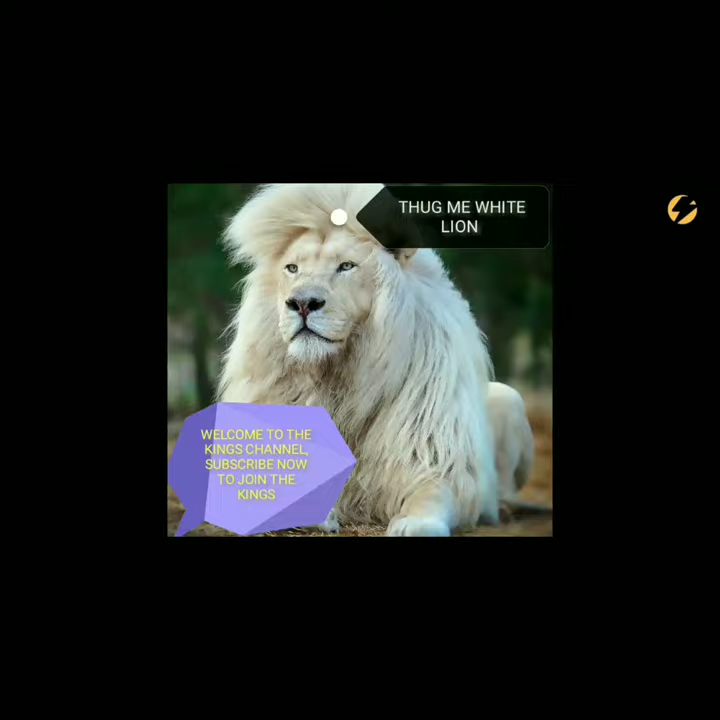 THUG ME WHITE
LION
WELCOME TO THE
KINGS CHANNEL,
SUBSCRIBE NOW
TO JOIN THE
KINGS